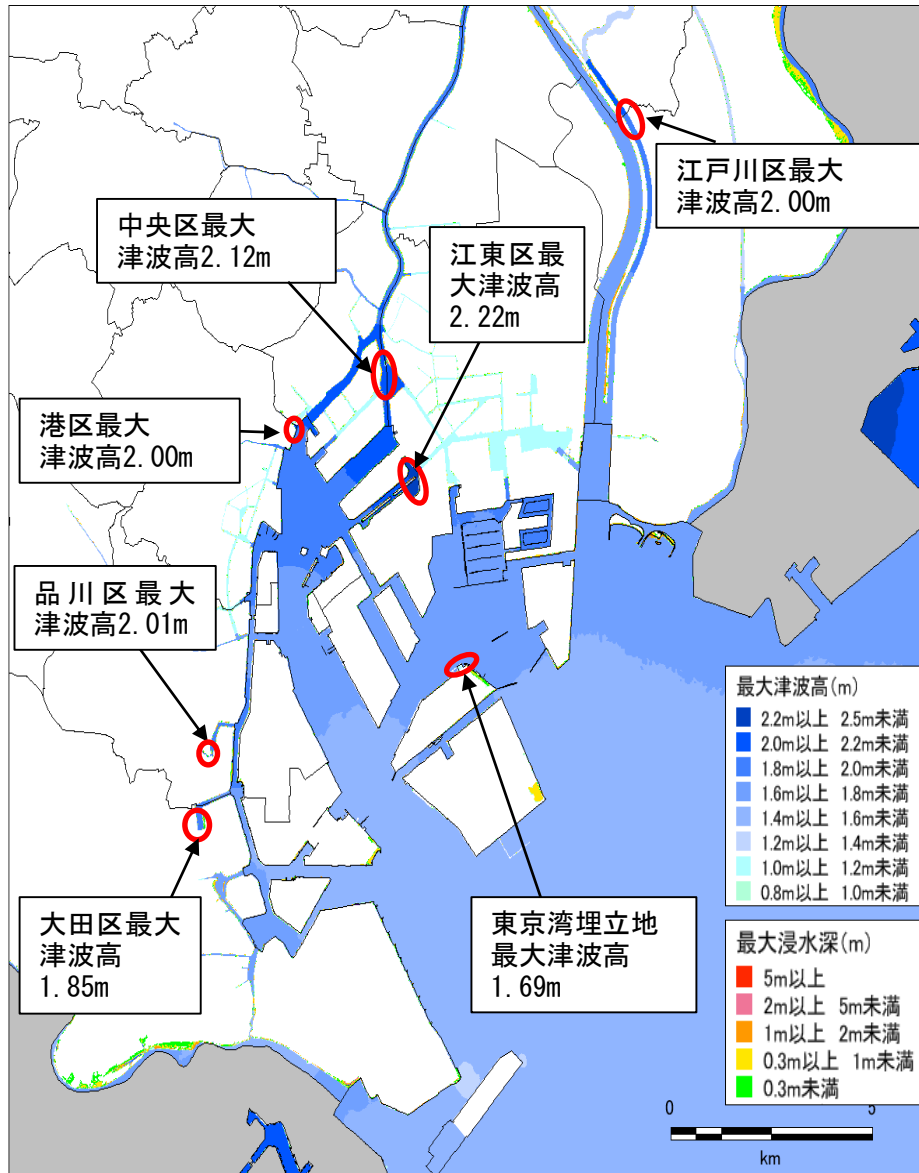 江戸川区最大
津波高2.00m
中央区最大
津波高2.12m
江東区最
大津波高
2.22m
港区最大
津波高2.00m
品川区最大
津波高2.01m
大田区最大
津波高
1.85m
東京湾埋立地
最大津波高
1.69m
最大津波高(m)
2.2m以上 2.5m未満
2.0m以上 2.2m未満
1.8m以上 2.0m未満
1.6m以上 1.8m未満
1.4m以上 1.6m未満
1.2m以上 1.4m未満
1.0m以上 1.2m未満
0.8m以上 1.0m未満
最大浸水深(m)
5m以上
2m以上 5m未満
1m以上 2m未満
0.3m以上 1m未満
0.3m未満
0 5
km